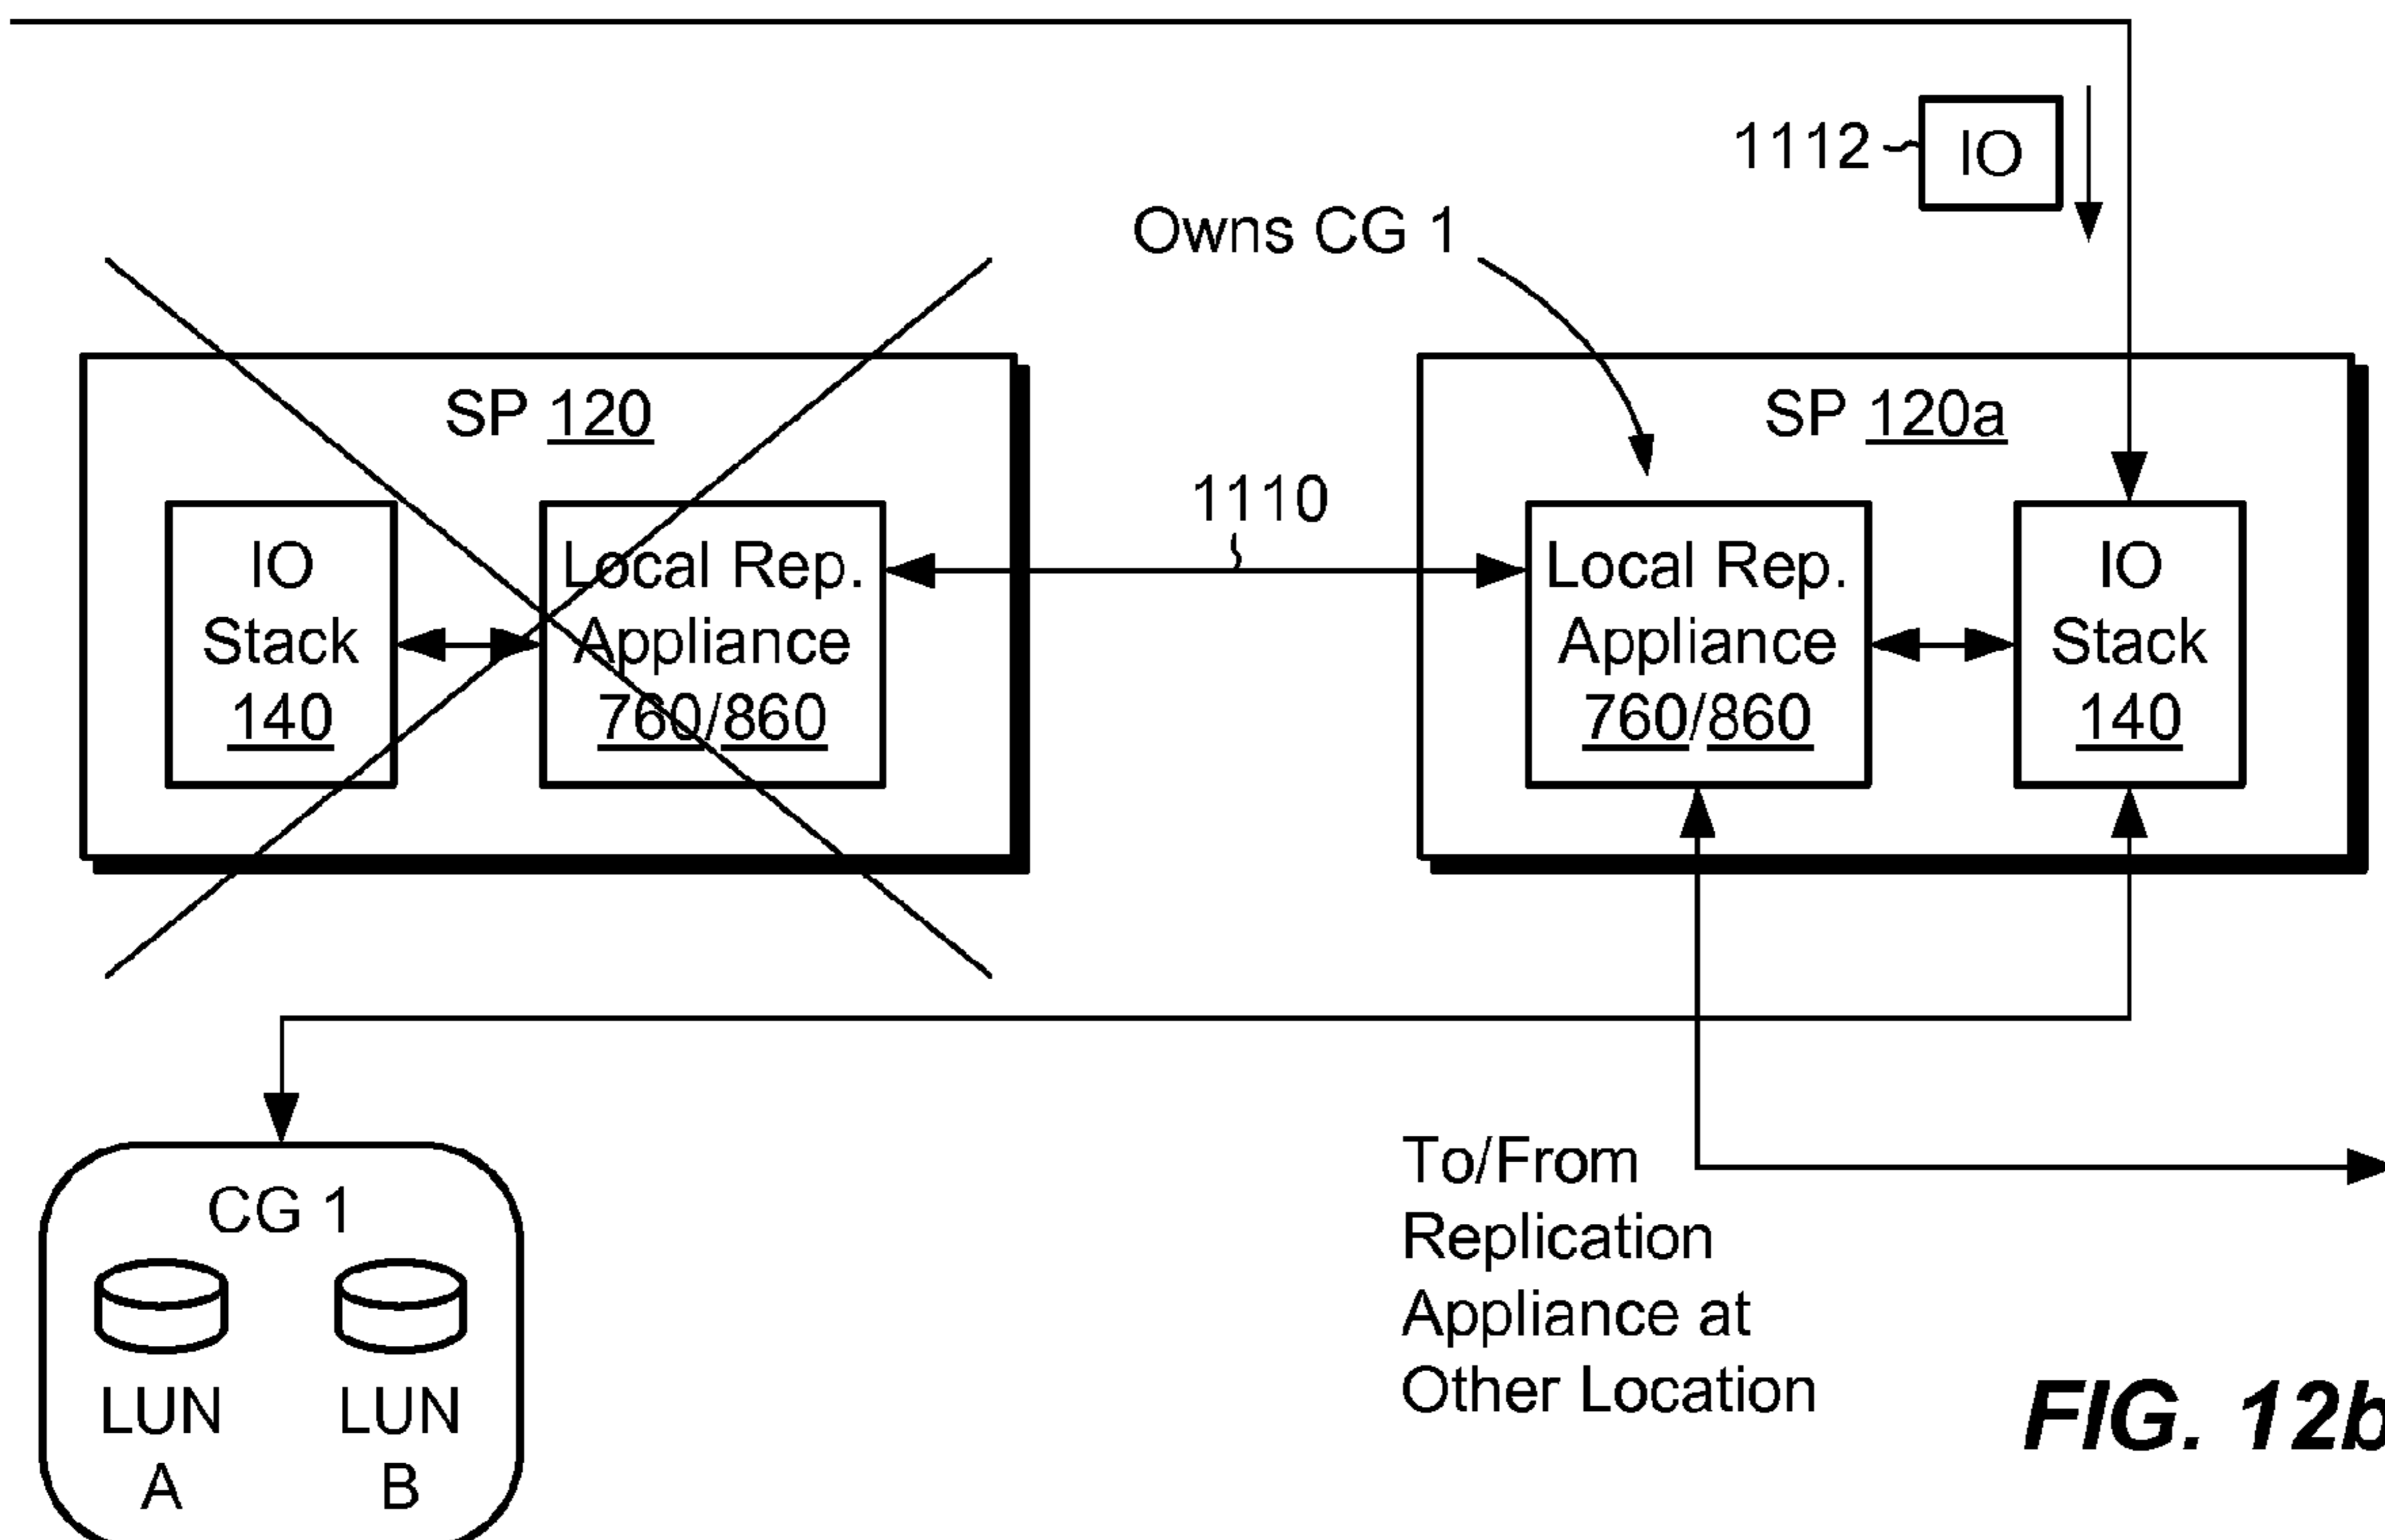 1112
IO
Owns CG 1
SP 120
SP 120a
1110
IO
Stack
140
Local Rep.
Appliance
760/860
Local Rep.
Appliance
760/860
IO
Stack
140
CG 1
LUN
A
LUN
B
To/From
Replication
Appliance at
Other Location
FIG. 12b